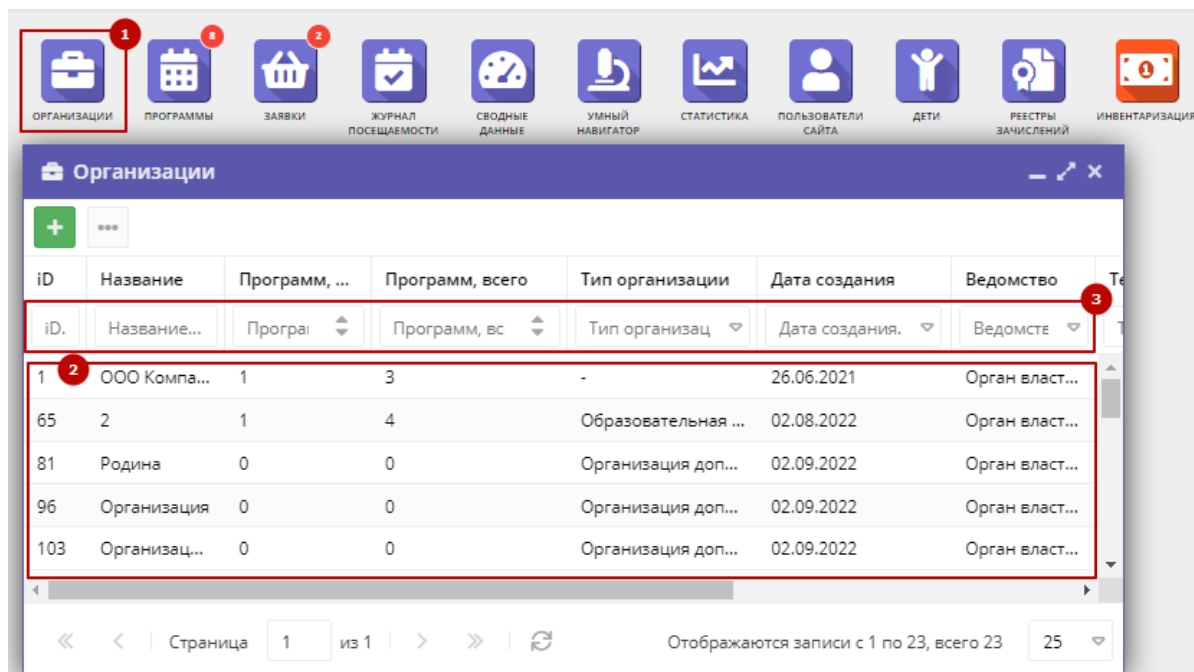 1
8
2
ОРГАНИЗАЦИИ ПРОГРАММЫ ЗАЯВКИ ЖУРНАЛ ПОСЕЩАЕМОСТИ СВОДНЫЕ ДАННЫЕ УМНЫЙ НАВИГАТОР СТАТИСТИКА ПОЛЬЗОВАТЕЛИ САЙТА ДЕТИ РЕЕСТРЫ ЗАЧИСЛЕНИЙ ИНВЕНТАРИЗАЦИЯ
Организации
iD Название Программ, ... Программ, всего Тип организации Дата создания Ведомство Те
3
iD. Название... Програ Программ, вс Тип организац Дата создания. Ведомств Т
2
1 ООО Компа... 1 3 - 26.06.2021 Орган власт...
65 2 1 4 Образовательная ... 02.08.2022 Орган власт...
81 Родина 0 0 Организация доп... 02.09.2022 Орган власт...
96 Организация 0 0 Организация доп... 02.09.2022 Орган власт...
103 Организац... 0 0 Организация доп... 02.09.2022 Орган власт...
Страница 1 из 1 Отображаются записи с 1 по 23, всего 23 25